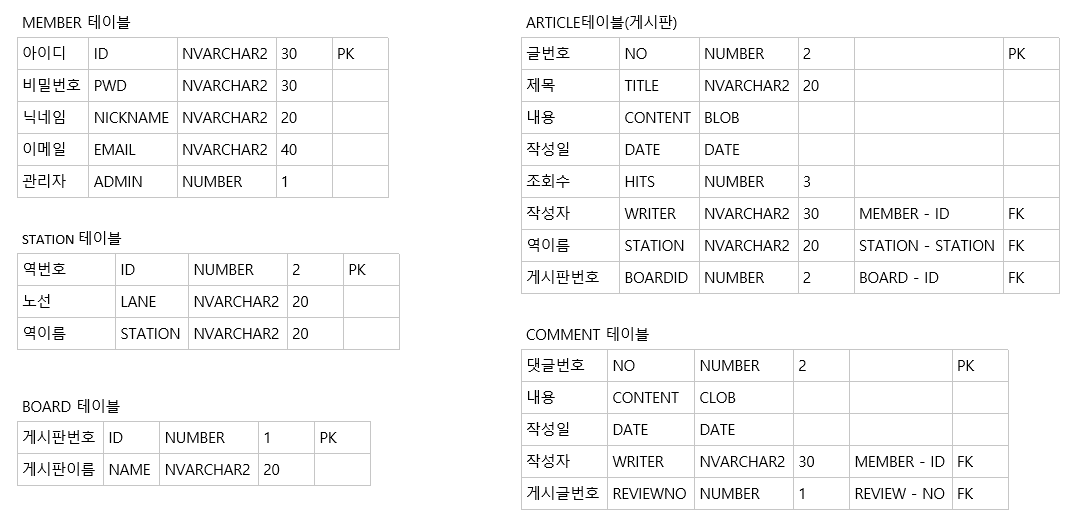 MEMBER 테이블
아이디 ID NVARCHAR2 30 PK
비밀번호 PWD NVARCHAR2 30
닉네임 NICKNAME NVARCHAR2 20
이메일 EMAIL NVARCHAR2 40
관리자 ADMIN NUMBER 1
STATION 테이블
역번호 ID NUMBER 2 PK
노선 LANE NVARCHAR2 20
역이름 STATION NVARCHAR2 20
BOARD 테이블
게시판번호 ID NUMBER 1 PK
게시판이름 NAME NVARCHAR2 20
ARTICLE테이블(게시판)
글번호 NO NUMBER 2 PK
제목 TITLE NVARCHAR2 20
내용 CONTENT BLOB
작성일 DATE DATE
조회수 HITS NUMBER 3
작성자 WRITER NVARCHAR2 30 MEMBER - ID FK
역이름 STATION NVARCHAR2 20 STATION - STATION FK
게시판번호 BOARDID NUMBER 2 BOARD - ID FK
COMMENT 테이블
댓글번호 NO NUMBER 2 PK
내용 CONTENT CLOB
작성일 DATE DATE
작성자 WRITER NVARCHAR2 30 MEMBER - ID FK
게시글번호 REVIEWNO NUMBER 1 REVIEW - NO FK